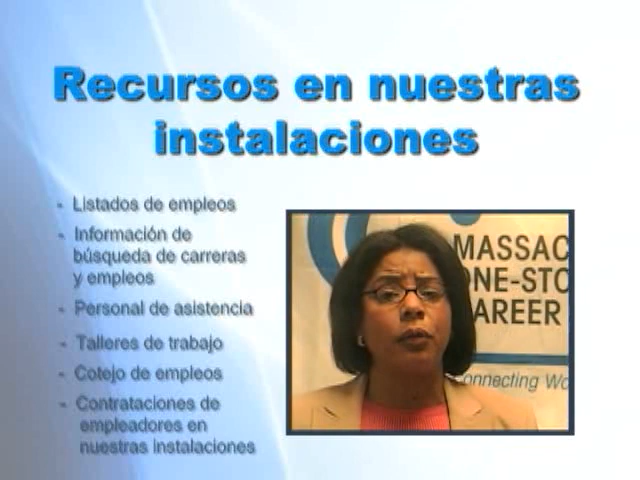 Recursos en nuestras
instalaciones
- Listados de empleos
- Información de
búsqueda de carreras
y empleos
- Personal de asistencia
- Talleres de trabajo
- Cotejo de empleos
- Contrataciones de
empleadores en
nuestras instalaciones
MASSAC
ONE-STO
AREER
onnecting Wo